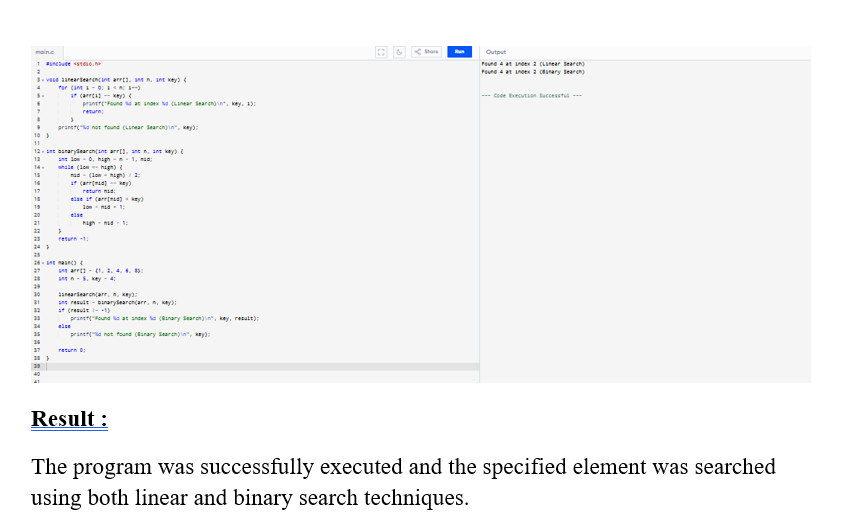 main.c
Share
Run
Output
1 #include <stdio.h>
2
3 void linearSearch(int arr[], int n, int key) {
4 for (int i = 0; i < n; i++)
5 if (arr[i] == key) {
6 printf("Found %d at index %d (Linear Search)\n", key, i);
7 return;
8 }
9 printf("%d not found (Linear Search)\n", key);
10 }
11
12 int binarySearch(int arr[], int n, int key) {
13 int low = 0, high = n - 1, mid;
14 while (low <= high) {
15 mid = (low + high) / 2;
16 if (arr[mid] == key)
17 return mid;
18 else if (arr[mid] < key)
19 low = mid + 1;
20 else
21 high = mid - 1;
22 }
23 return -1;
24 }
25
26 int main() {
27 int arr[] = {1, 2, 4, 6, 8};
28 int n = 5, key = 4;
29
30 linearSearch(arr, n, key);
31 int result = binarySearch(arr, n, key);
32 if (result != -1)
33 printf("Found %d at index %d (Binary Search)\n", key, result);
34 else
35 printf("%d not found (Binary Search)\n", key);
36
37 return 0;
38 }
39
40
41
Found 4 at index 2 (Linear Search)
Found 4 at index 2 (Binary Search)
--- Code Execution Successful ---
Result :
The program was successfully executed and the specified element was searched
using both linear and binary search techniques.